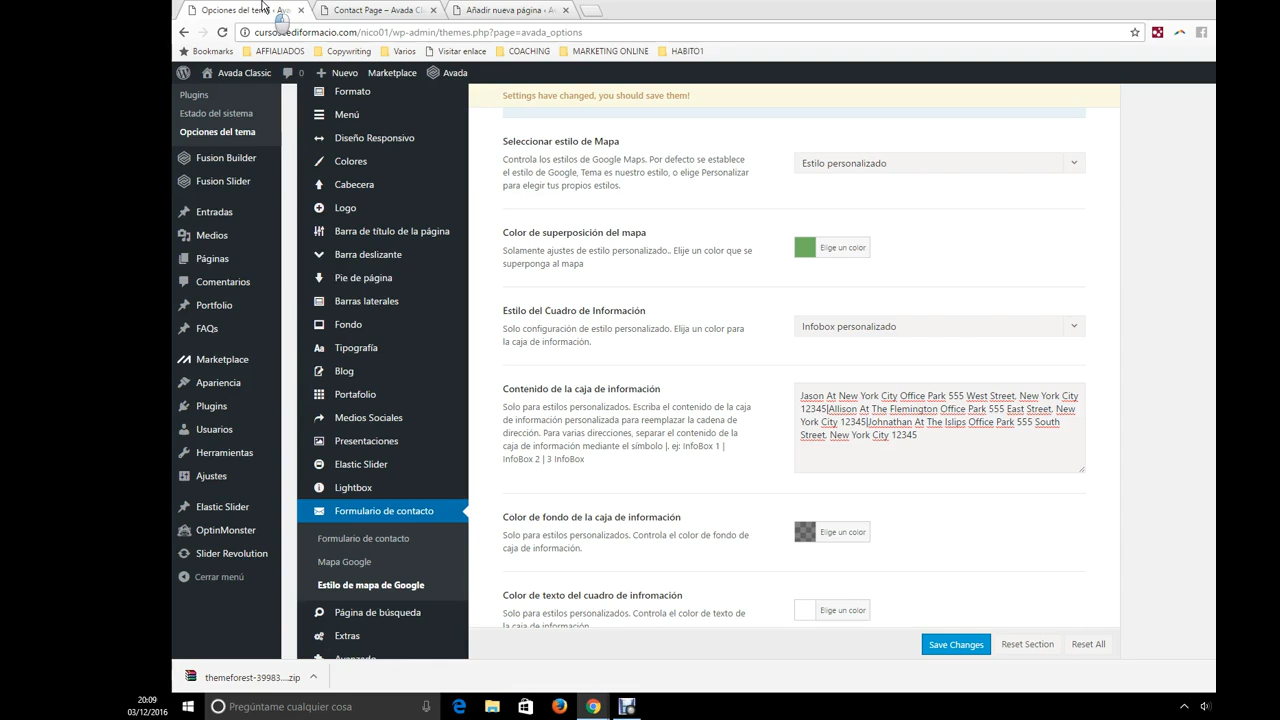 Opciones del tema ‹ Ava
Contact Page – Avada Cl
Añadir nueva página ‹ A
cursosediformacio.com/nico01/wp-admin/themes.php?page=avada_options
Bookmarks
AFFIALIADOS
Copywriting
Varios
Visitar enlace
COACHING
MARKETING ONLINE
HABITO1
Avada Classic
0
Nuevo
Marketplace
Avada
Plugins
Estado del sistema
Opciones del tema
Fusion Builder
Fusion Slider
Entradas
Medios
Páginas
Comentarios
Portfolio
FAQs
Marketplace
Apariencia
Plugins
Usuarios
Herramientas
Ajustes
Elastic Slider
OptinMonster
Slider Revolution
Cerrar menú
Formato
Menú
Diseño Responsivo
Colores
Cabecera
Logo
Barra de título de la página
Barra deslizante
Pie de página
Barras laterales
Fondo
Tipografía
Blog
Portafolio
Medios Sociales
Presentaciones
Elastic Slider
Lightbox
Formulario de contacto
Formulario de contacto
Mapa Google
Estilo de mapa de Google
Página de búsqueda
Extras
Avanzado
Settings have changed, you should save them!
Seleccionar estilo de Mapa
Controla los estilos de Google Maps. Por defecto se establece
el estilo de Google, Tema es nuestro estilo, o elige Personalizar
para elegir tus propios estilos.
Estilo personalizado
Color de superposición del mapa
Solamente ajustes de estilo personalizado.. Elije un color que se
superponga al mapa
Elige un color
Estilo del Cuadro de Información
Solo configuración de estilo personalizado. Elija un color para
la caja de información.
Infobox personalizado
Contenido de la caja de información
Solo para estilos personalizados. Escriba el contenido de la caja
de información personalizada para reemplazar la cadena de
dirección. Para varias direcciones, separar el contenido de la
caja de información mediante el símbolo |. ej: InfoBox 1 |
InfoBox 2 | 3 InfoBox
Jason At New York City Office Park 555 West Street, New York City
12345|Allison At The Flemington Office Park 555 East Street, New
York City 12345|Johnathan At The Islips Office Park 555 South
Street, New York City 12345
Color de fondo de la caja de información
Solo para estilos personalizados. Controla el color de fondo de
caja de información.
Elige un color
Color de texto del cuadro de infromación
Solo para estilos personalizados. Controla el color de texto de
la caja de información.
Elige un color
Save Changes
Reset Section
Reset All
themeforest-39983....zip
20:09
03/12/2016
Pregúntame cualquier cosa